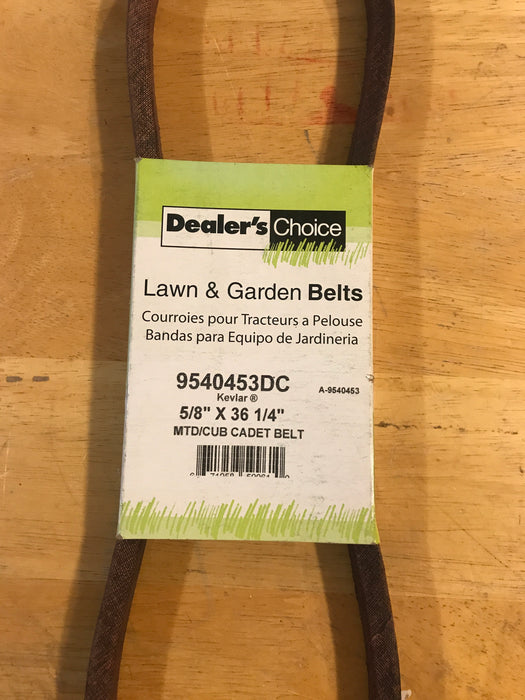 Dealer's Choice
Lawn & Garden Belts
Courroies pour Tracteurs a Pelouse
Bandas para Equipo de Jardineria
9540453DC
A-9540453
Kevlar ®
5/8" X 36 1/4"
MTD/CUB CADET BELT